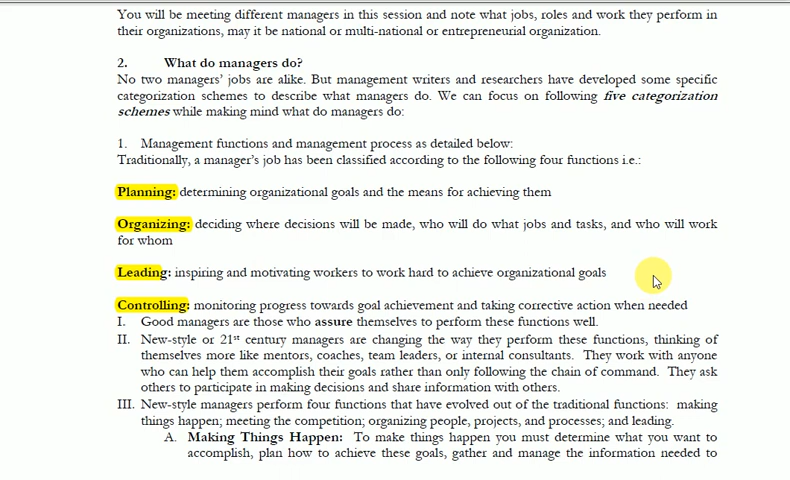 You will be meeting different managers in this session and note what jobs, roles and work they perform in
their organizations, may it be national or multi-national or entrepreneurial organization.
2. What do managers do?
No two managers' jobs are alike. But management writers and researchers have developed some specific
categorization schemes to describe what managers do. We can focus on following five categorization
schemes while making mind what do managers do:
1. Management functions and management process as detailed below:
Traditionally, a manager's job has been classified according to the following four functions i.e.:
Planning: determining organizational goals and the means for achieving them
Organizing: deciding where decisions will be made, who will do what jobs and tasks, and who will work
for whom
Leading: inspiring and motivating workers to work hard to achieve organizational goals
Controlling: monitoring progress towards goal achievement and taking corrective action when needed
I. Good managers are those who assure themselves to perform these functions well.
II. New-style or 21st century managers are changing the way they perform these functions, thinking of
themselves more like mentors, coaches, team leaders, or internal consultants. They work with anyone
who can help them accomplish their goals rather than only following the chain of command. They ask
others to participate in making decisions and share information with others.
III. New-style managers perform four functions that have evolved out of the traditional functions: making
things happen; meeting the competition; organizing people, projects, and processes; and leading.
A. Making Things Happen: To make things happen you must determine what you want to
accomplish, plan how to achieve these goals, gather and manage the information needed to